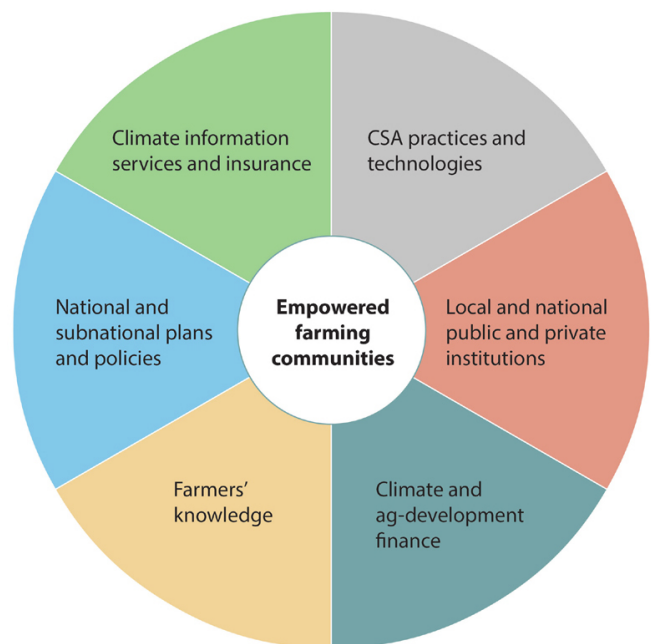 Climate information
services and insurance
CSA practices and
technologies
National and
subnational plans
and policies
Empowered
farming
communities
Local and national
public and private
institutions
Farmers’
knowledge
Climate and
ag-development
finance